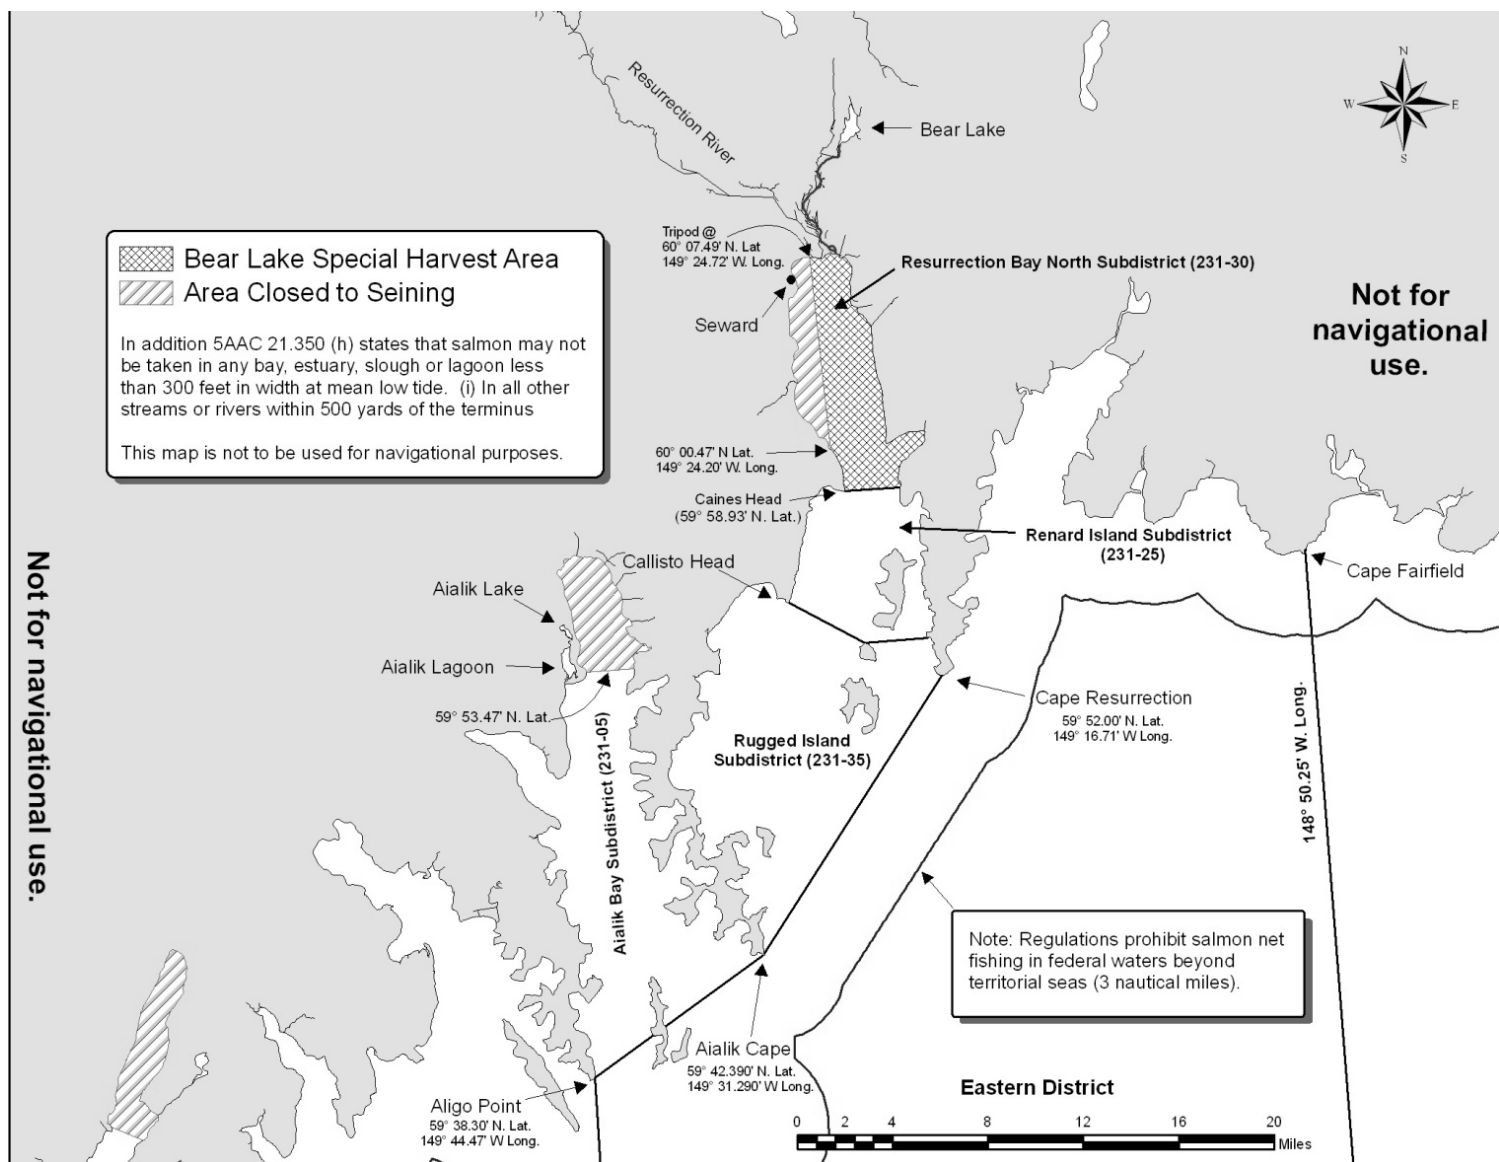 N
W
E
S
Resurrection River
Bear Lake
Tripod @
60° 07.49' N. Lat
149° 24.72' W. Long.
Resurrection Bay North Subdistrict (231-30)
Bear Lake Special Harvest Area
Area Closed to Seining
In addition 5AAC 21.350 (h) states that salmon may not
be taken in any bay, estuary, slough or lagoon less
than 300 feet in width at mean low tide.  (i) In all other
streams or rivers within 500 yards of the terminus
This map is not to be used for navigational purposes.
Seward
Not for
navigational
use.
60° 00.47' N Lat.
149° 24.20' W. Long.
Caines Head
(59° 58.93' N. Lat.)
Renard Island Subdistrict
(231-25)
Callisto Head
Cape Fairfield
Aialik Lake
Aialik Lagoon
59° 53.47' N. Lat.
Not for navigational use.
Cape Resurrection
59° 52.00' N. Lat.
149° 16.71' W Long.
Rugged Island
Subdistrict (231-35)
148° 50.25' W. Long.
Aialik Bay Subdistrict (231-05)
Note: Regulations prohibit salmon net
fishing in federal waters beyond
territorial seas (3 nautical miles).
Aialik Cape
59° 42.390' N. Lat.
149° 31.290' W Long.
Aligo Point
59° 38.30' N. Lat.
149° 44.47' W Long.
Eastern District
0 2 4 8 12 16 20
Miles